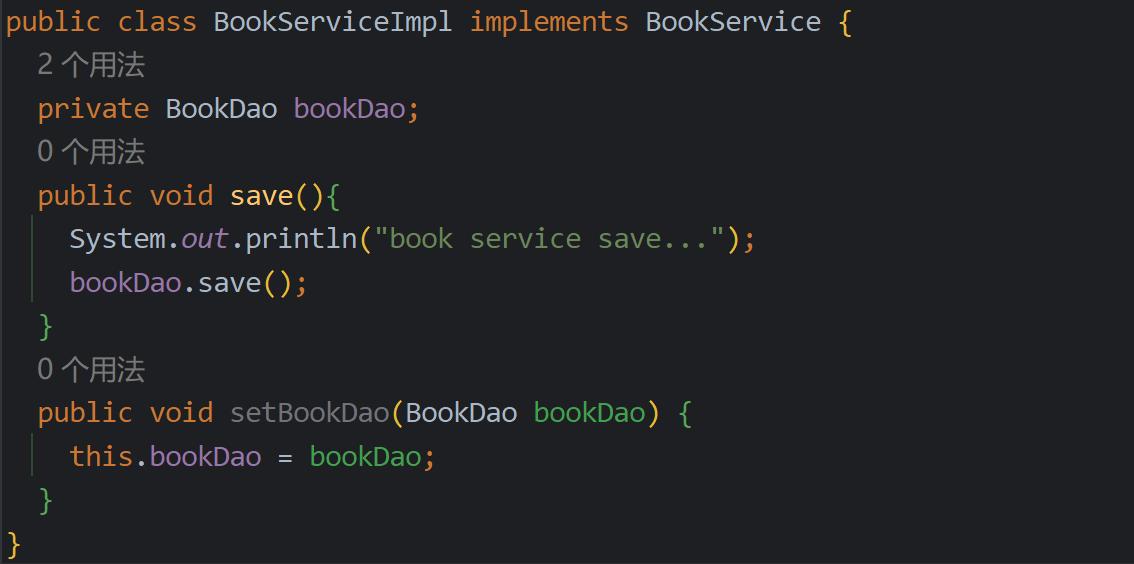 public class BookServiceImpl implements BookService {
2 个用法
private BookDao bookDao;
0 个用法
public void save(){
System.out.println("book service save...");
bookDao.save();
}
0 个用法
public void setBookDao(BookDao bookDao) {
this.bookDao = bookDao;
}
}